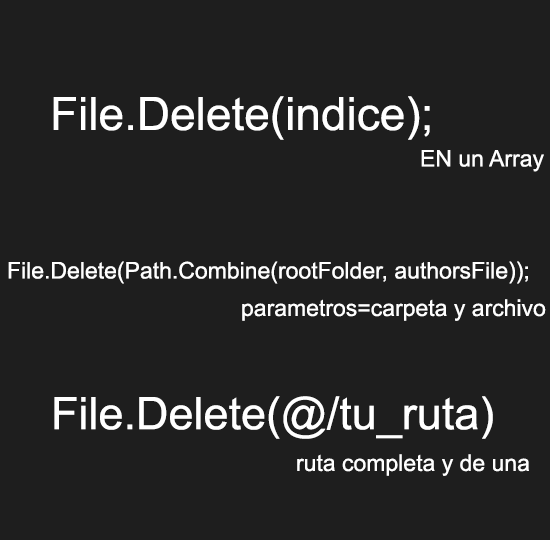 File.Delete(indice);
EN un Array
File.Delete(Path.Combine(rootFolder, authorsFile));
parametros=carpeta y archivo
File.Delete(@/tu_ruta)
ruta completa y de una